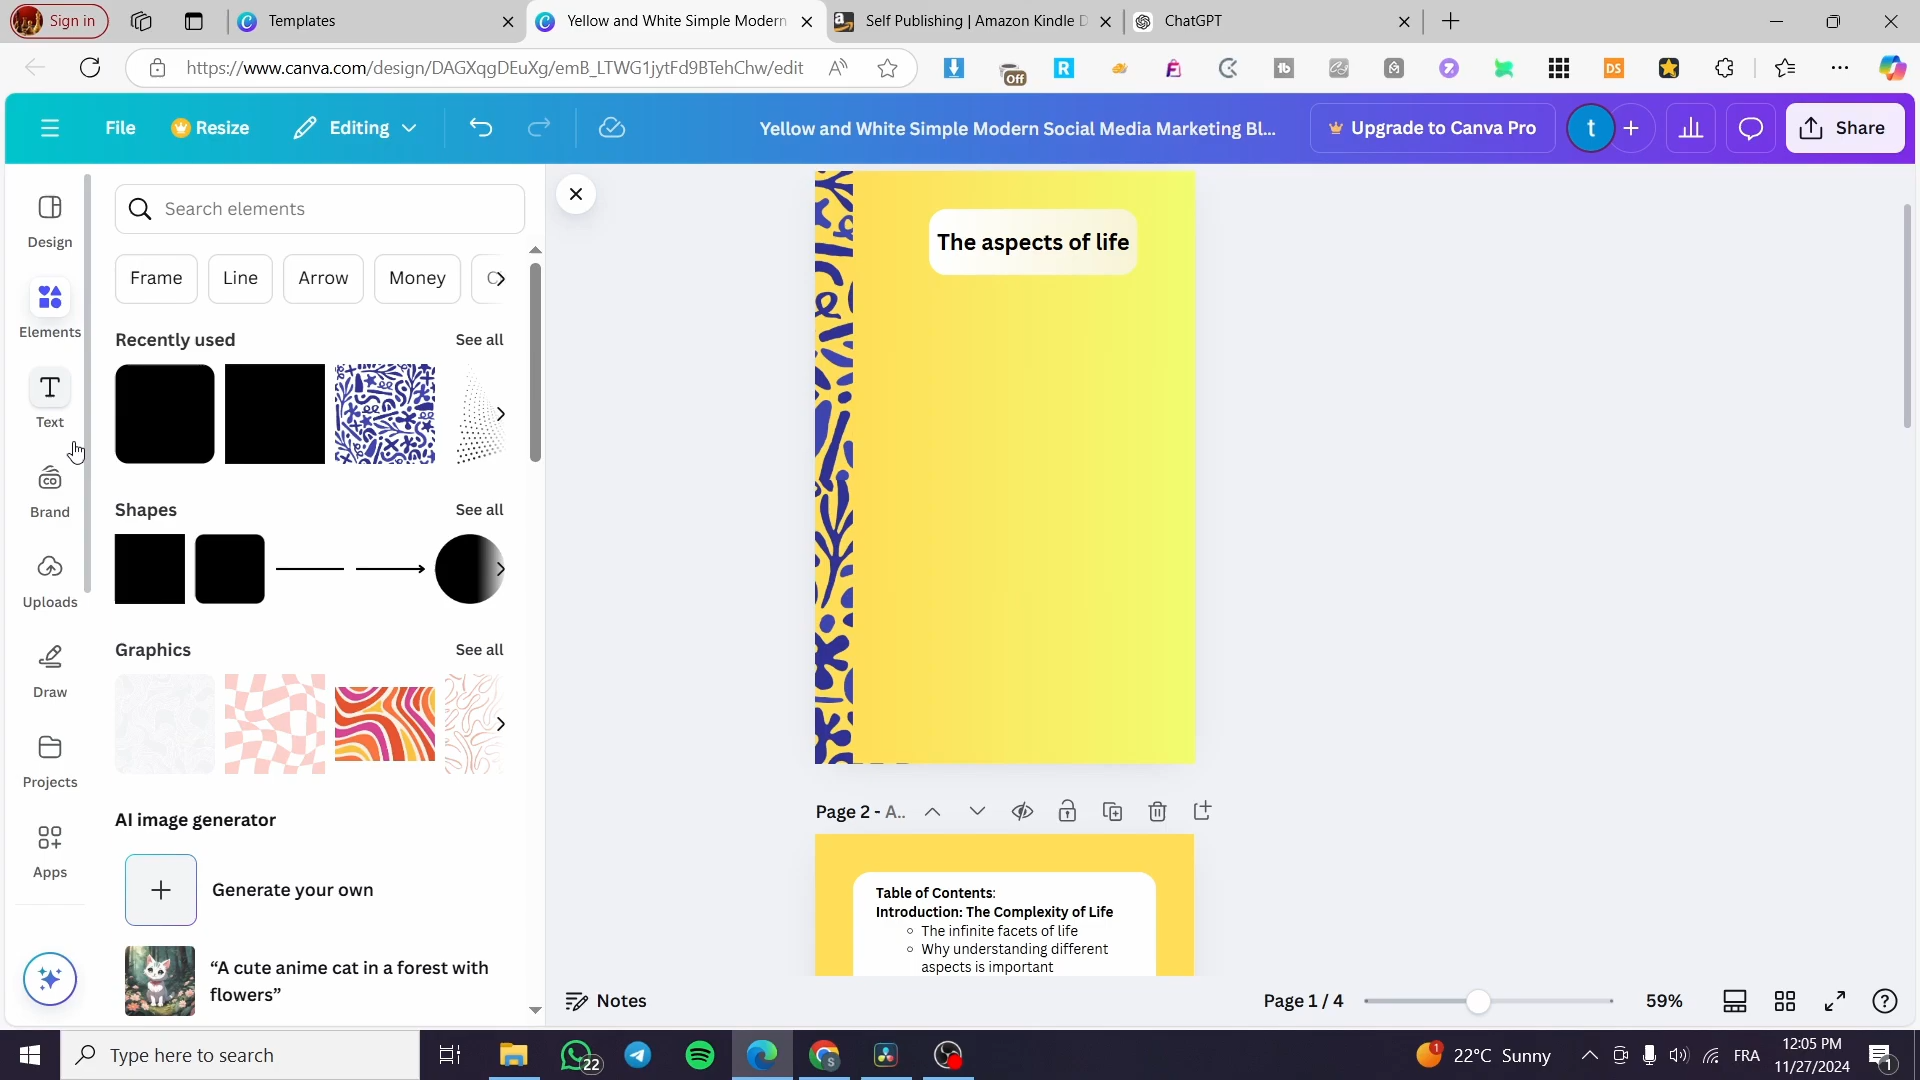 Sign in
Templates
Yellow and White Simple Modern
Self Publishing | Amazon Kindle D
ChatGPT
https://www.canva.com/design/DAGXqgDEuXg/emB_LTWG1jytFd9BTehChw/edit
Off
R
tb
DS
File
Resize
Editing
Yellow and White Simple Modern Social Media Marketing Bl...
Upgrade to Canva Pro
t
Share
Design
Elements
Text
Brand
Uploads
Draw
Projects
Apps
Search elements
Frame
Line
Arrow
Money
Recently used
See all
Shapes
See all
Graphics
See all
AI image generator
Generate your own
“A cute anime cat in a forest with
flowers”
The aspects of life
Page 2 - A..
Table of Contents:
Introduction: The Complexity of Life
The infinite facets of life
Why understanding different
aspects is important
Notes
Page 1 / 4
59%
Type here to search
22
1
22°C Sunny
FRA
12:05 PM
11/27/2024
1